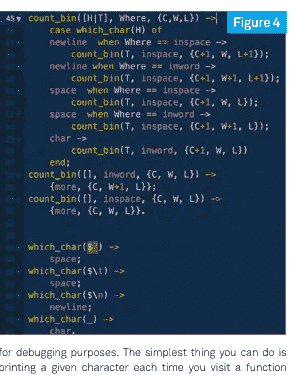 Figure 4
45 count_bin([H|T], Where, {C,W,L}) ->
case which_char(H) of
newline when Where == inspace ->
count_bin(T, inspace, {C+1, W, L+1});
newline when Where == inword ->
count_bin(T, inspace, {C+1, W+1, L+1});
space when Where == inspace ->
count_bin(T, inspace, {C+1, W, L});
space when Where == inword ->
count_bin(T, inspace, {C+1, W+1, L});
char ->
count_bin(T, inword, {C+1, W, L})
end;
count_bin([], inword, {C, W, L}) ->
{more, {C, W+1, L}};
count_bin([], inspace, {C, W, L}) ->
{more, {C, W, L}}.
which_char($ ) ->
space;
which_char($\t) ->
space;
which_char($\n) ->
newline;
which_char(_) ->
char.
for debugging purposes. The simplest thing you can do is
printing a given character each time you visit a function